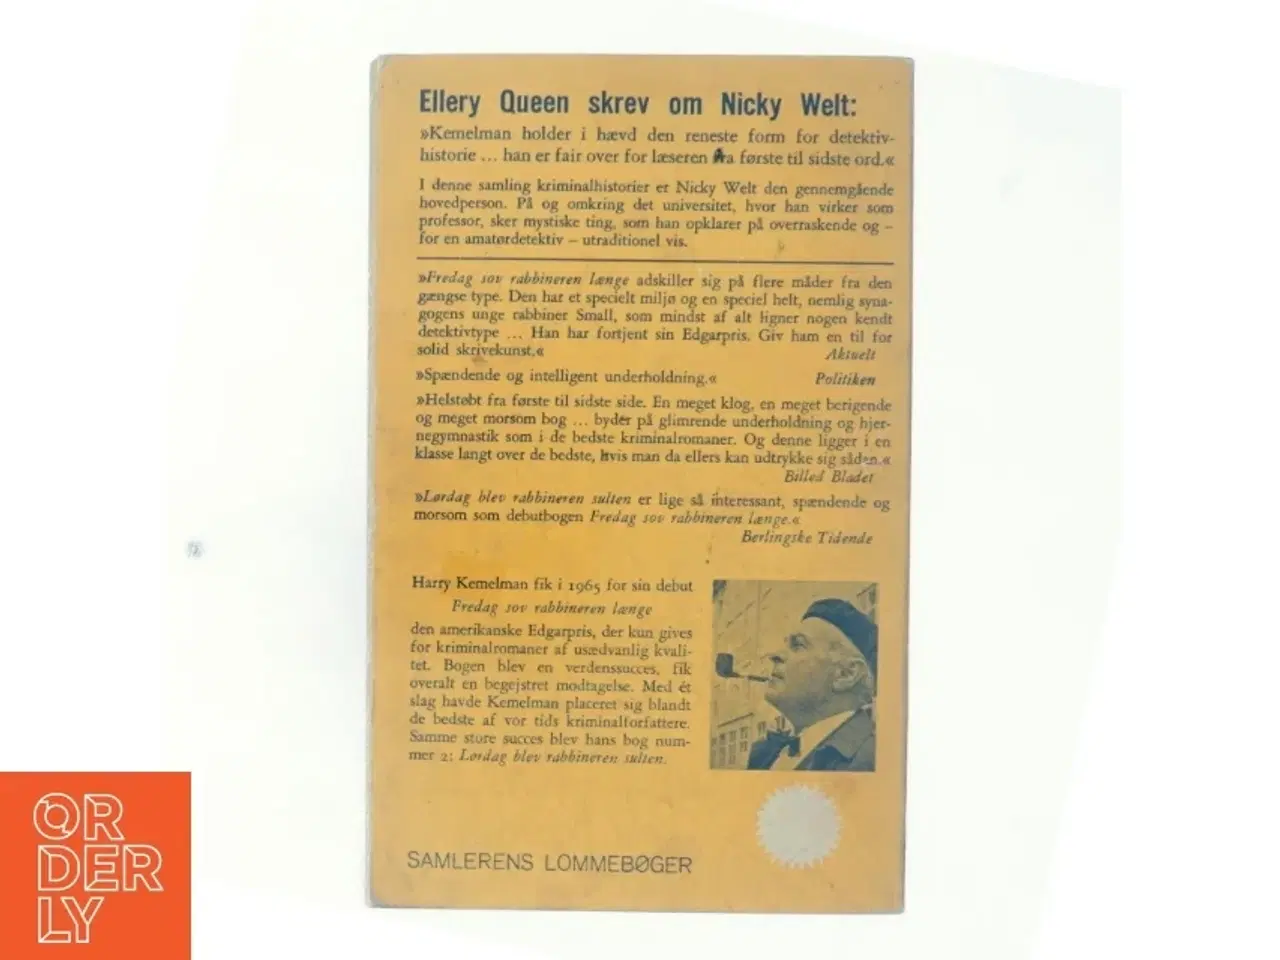 Ellery Queen skrev om Nicky Welt:
»Kemelman holder i hævd den reneste form for detektiv-
historie ... han er fair over for læseren fra første til sidste ord.«
I denne samling kriminalhistorier er Nicky Welt den gennemgående
hovedperson. På og omkring det universitet, hvor han virker som
professor, sker mystiske ting, som han opklarer på overraskende og –
for en amatørdetektiv – utraditionel vis.
»Fredag sov rabbineren længe adskiller sig på flere måder fra den
gængse type. Den har et specielt miljø og en speciel helt, nemlig syna-
gogens unge rabbiner Small, som mindst af alt ligner nogen kendt
detektivtype ... Han har fortjent sin Edgarpris. Giv ham en til for
solid skrivekunst.«
Aktuelt
»Spændende og intelligent underholdning.«
Politiken
»Helstøbt fra første til sidste side. En meget klog, en meget berigende
og meget morsom bog ... byder på glimrende underholdning og hjer-
negymnastik som i de bedste kriminalromaner. Og denne ligger i en
klasse langt over de bedste, hvis man da ellers kan udtrykke sig sådan.«
Billed Bladet
»Lørdag blev rabbineren sulten er lige så interessant, spændende og
morsom som debutbogen Fredag sov rabbineren længe.«
Berlingske Tidende
Harry Kemelman fik i 1965 for sin debut
Fredag sov rabbineren længe
den amerikanske Edgarpris, der kun gives
for kriminalromaner af usædvanlig kvali-
tet. Bogen blev en verdenssucces, fik
overalt en begejstret modtagelse. Med ét
slag havde Kemelman placeret sig blandt
de bedste af vor tids kriminalforfattere.
Samme store succes blev hans bog num-
mer 2: Lørdag blev rabbineren sulten.
SAMLERENS LOMMEBØGER
OR
DER
LY